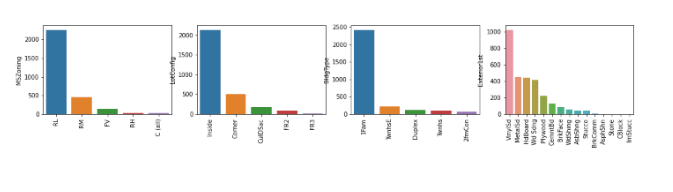 MSZoning
2000
1500
1000
500
0
RL
RM
FV
RH
C (all)
LotConfig
2000
1500
1000
500
0
Inside
Corner
CulDSac
FR2
FR3
BldgType
2500
2000
1500
1000
500
0
1Fam
TwnhsE
Duplex
Twnhs
2fmCon
Exterior1st
1000
800
600
400
200
0
VinylSd
MetalSd
HdBoard
Wd Sdng
Plywood
CemntBd
BrkFace
WdShing
AsbShng
Stucco
BrkComm
AsphShn
Stone
CBlock
ImStucc